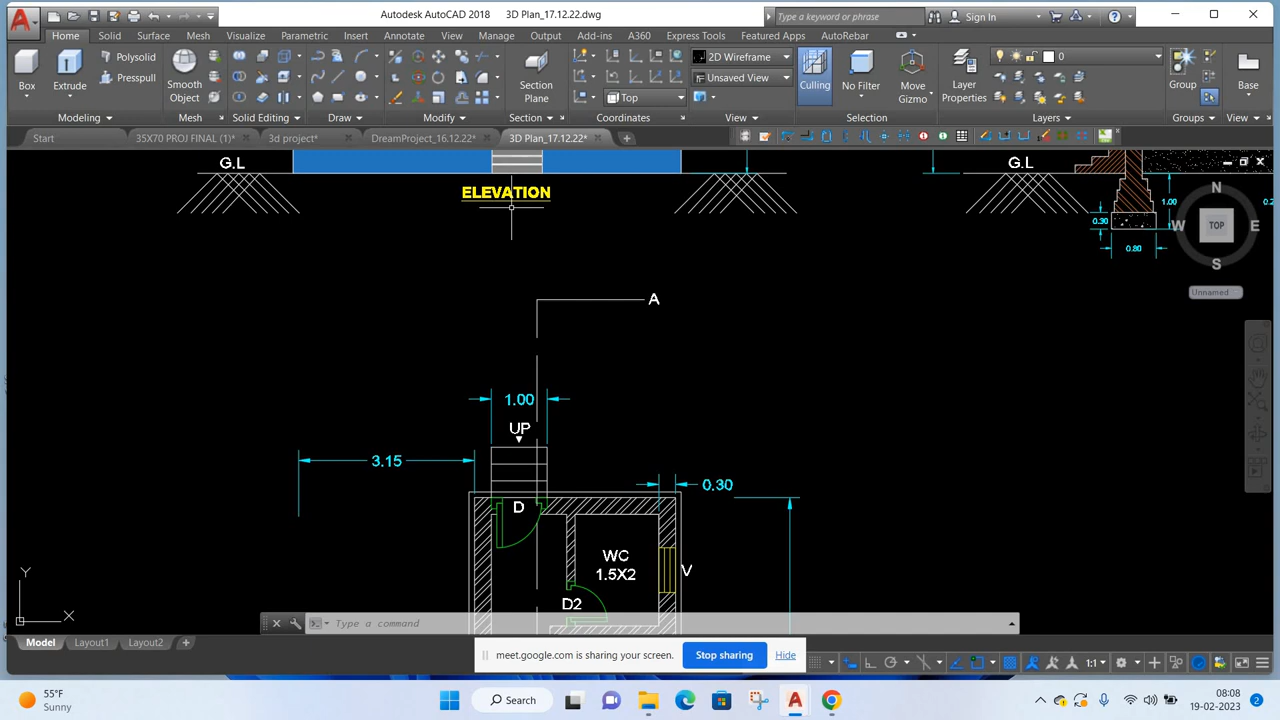 Autodesk AutoCAD 2018 3D Plan_17.12.22.dwg
Type a keyword or phrase
Sign In
Home Solid Surface Mesh Visualize Parametric Insert Annotate View Manage Output Add-ins A360 Express Tools Featured Apps AutoRebar
Box
Extrude
Polysolid
Presspull
Smooth
Object
Section
Plane
Top
2D Wireframe
Unsaved View
Culling
No Filter
Move
Gizmo
Layer
Properties
0
Group
Base
Modeling Mesh Solid Editing Draw Modify Section Coordinates View Selection Layers Groups View
Start 35X70 PROJ FINAL (1)* 3d project* DreamProject_16.12.22* 3D Plan_17.12.22*
G.L
G.L
ELEVATION
N
W
TOP
E
S
Unnamed
1.00
0.2
0.30
0.80
A
1.00
UP
3.15
0.30
D
WC
1.5X2
V
D2
Y
X
Type a command
Model Layout1 Layout2
meet.google.com is sharing your screen. Stop sharing Hide
1:1
55°F
Sunny
Search
08:08
19-02-2023
2